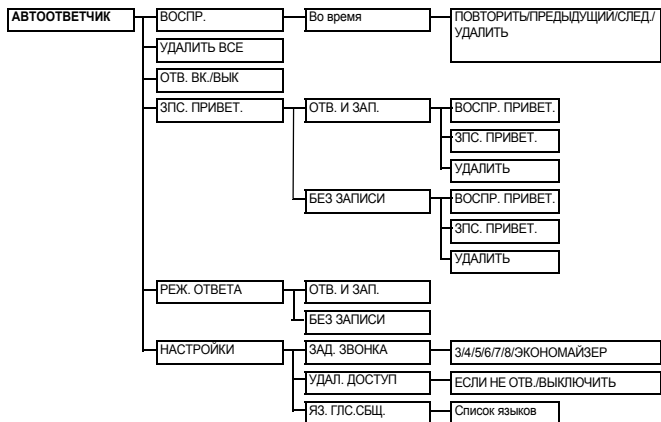 АВТООТВЕТЧИК
ВОСПР.
Во время
ПОВТОРИТЬ/ПРЕДЫДУЩИЙ/СЛЕД./
УДАЛИТЬ
УДАЛИТЬ ВСЕ
ОТВ. ВК./ВЫК
ЗПС. ПРИВЕТ.
ОТВ. И ЗАП.
ВОСПР. ПРИВЕТ.
ЗПС. ПРИВЕТ.
УДАЛИТЬ
БЕЗ ЗАПИСИ
ВОСПР. ПРИВЕТ.
ЗПС. ПРИВЕТ.
УДАЛИТЬ
РЕЖ. ОТВЕТА
ОТВ. И ЗАП.
БЕЗ ЗАПИСИ
НАСТРОЙКИ
ЗАД. ЗВОНКА
3/4/5/6/7/8/ЭКОНОМАЙЗЕР
УДАЛ. ДОСТУП
ЕСЛИ НЕ ОТВ./ВЫКЛЮЧИТЬ
ЯЗ. ГЛС.СБЩ.
Список языков